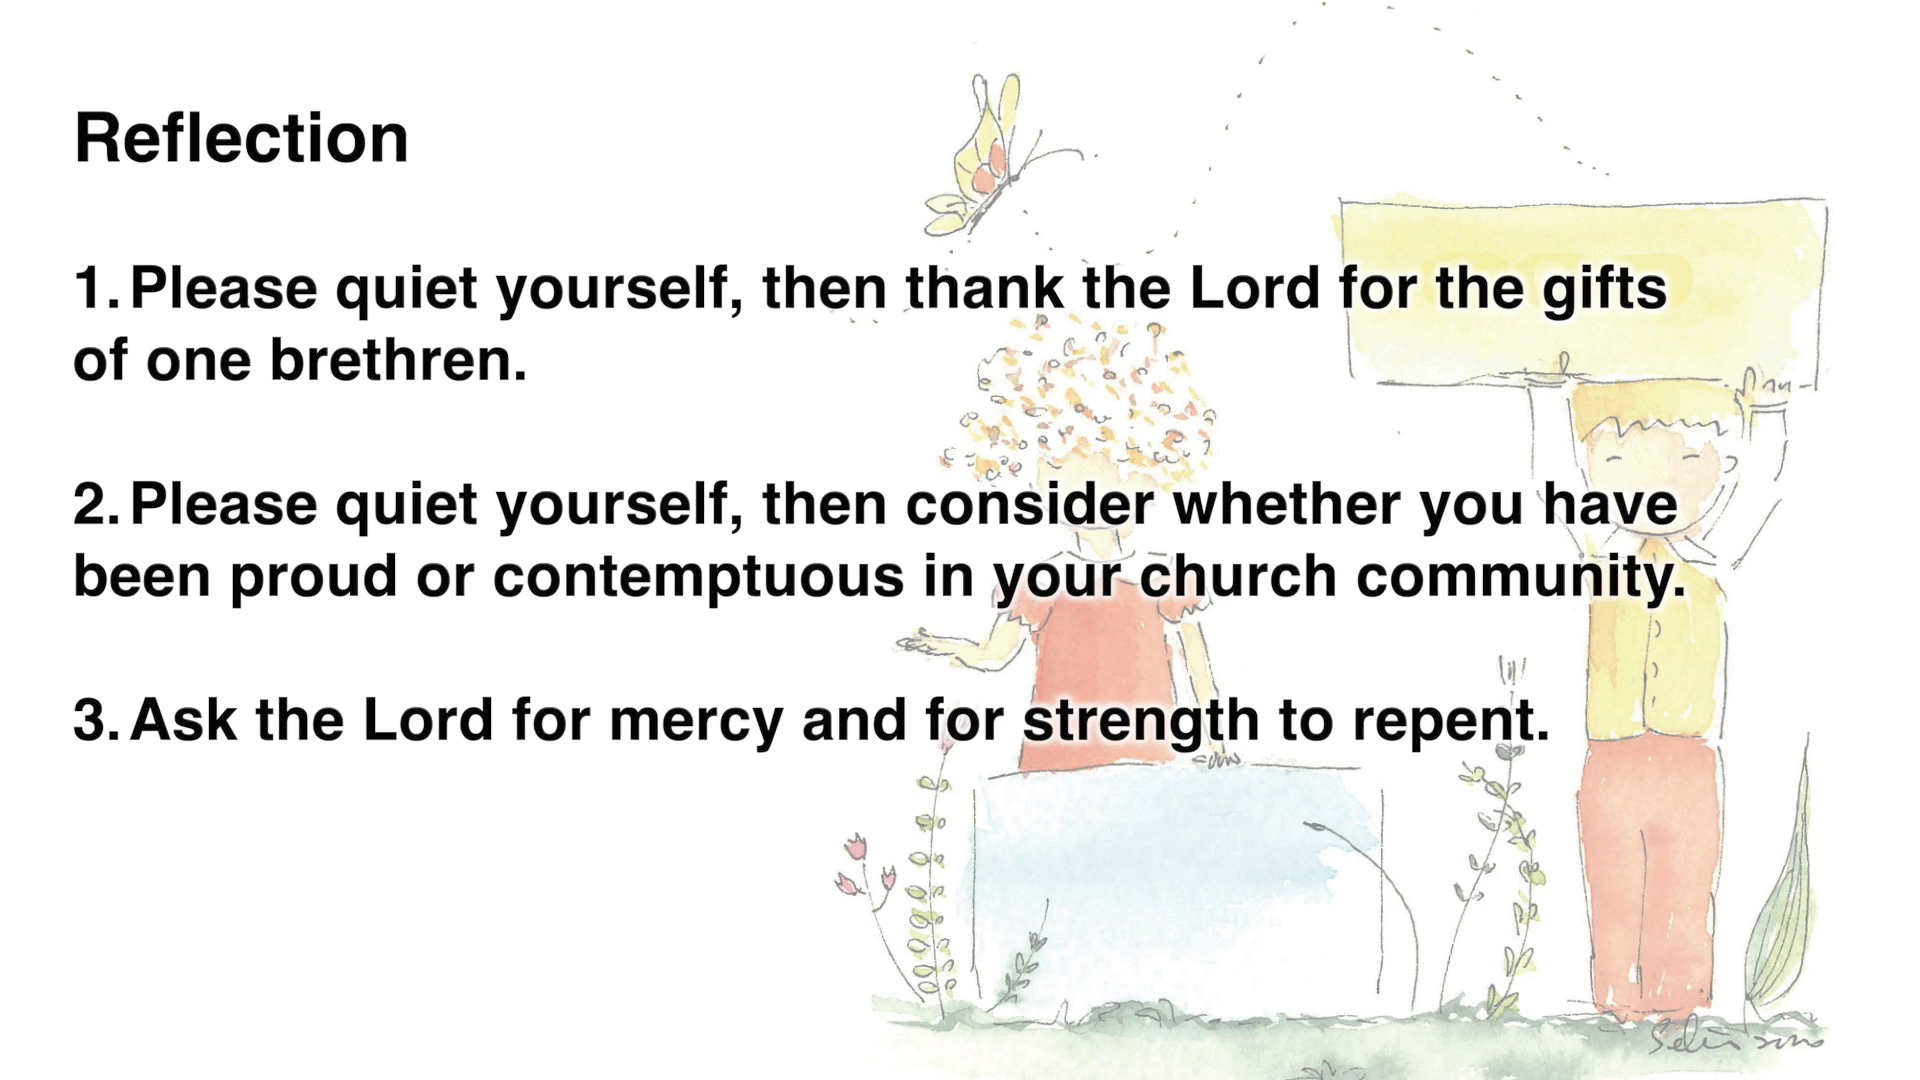 Reflection
1. Please quiet yourself, then thank the Lord for the gifts
of one brethren.
2. Please quiet yourself, then consider whether you have
been proud or contemptuous in your church community.
3. Ask the Lord for mercy and for strength to repent.